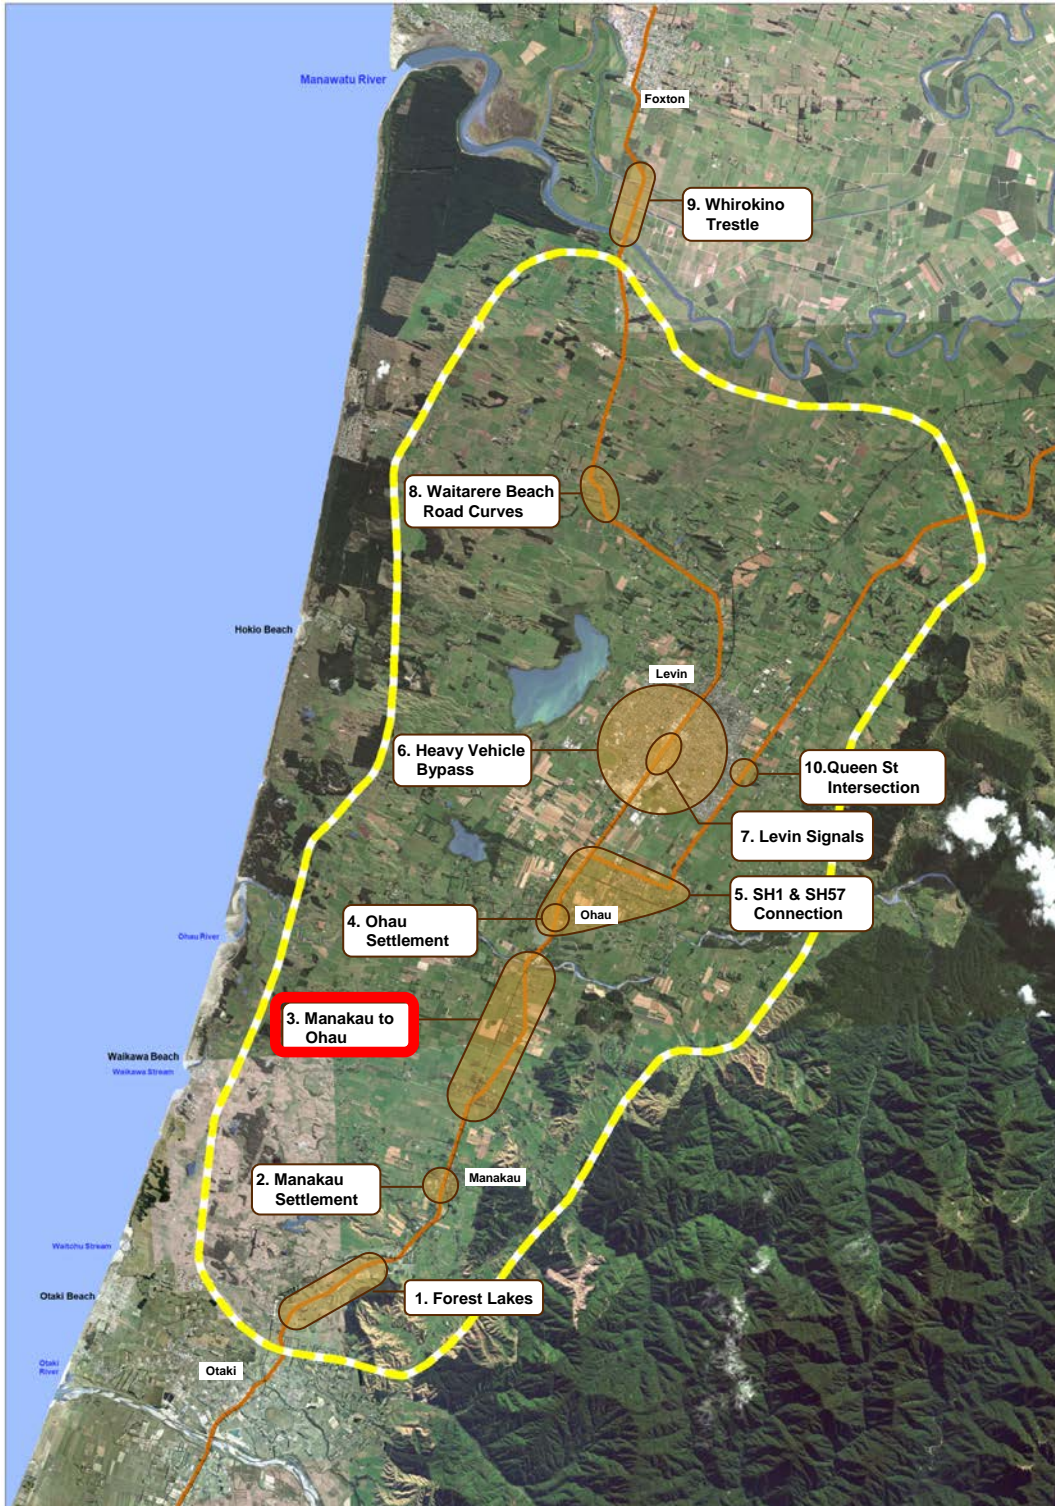 Manawatu River
Foxton
9. Whirokino
Trestle
8. Waitarere Beach
Road Curves
Hokio Beach
Levin
6. Heavy Vehicle
Bypass
10.Queen St
Intersection
7. Levin Signals
5. SH1 & SH57
Connection
4. Ohau
Settlement
Ohau
Ohau River
3. Manakau to
Ohau
Waikawa Beach
Waikawa Stream
2. Manakau
Settlement
Manakau
Waitohu Stream
Otaki Beach
1. Forest Lakes
Otaki
River
Otaki